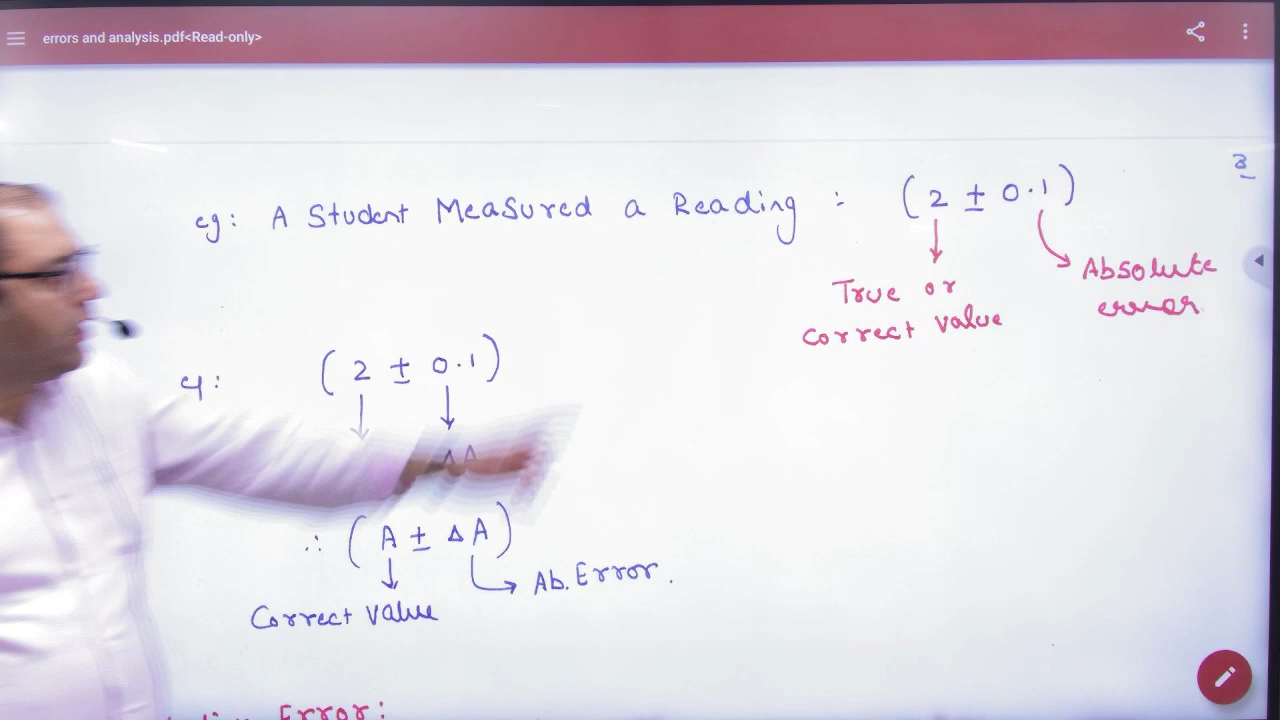 errors and analysis.pdf<Read-only>
3
eg: A Student Measured a Reading : (2 ± 0.1)
True or
correct value
Absolute
error
eg: (2 ± 0.1)
ΔA
∴ (A ± ΔA)
Correct value
Ab. Error.
Error: